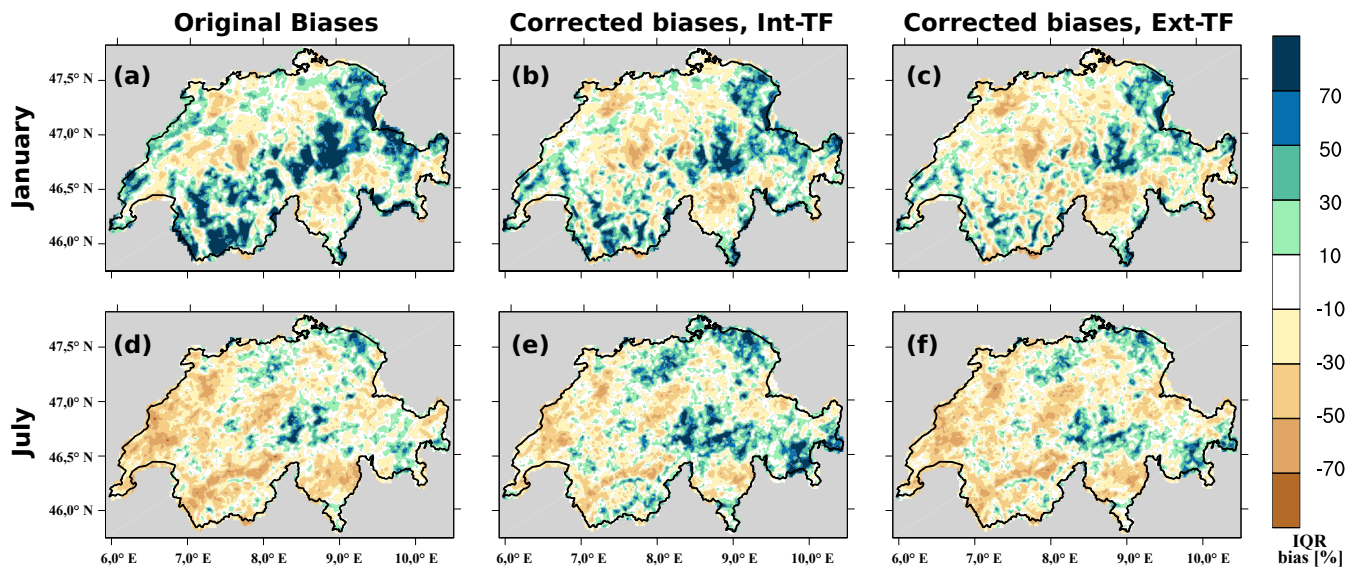 Original Biases
Corrected biases, Int-TF
Corrected biases, Ext-TF
January
(a)
(b)
(c)
47.5° N
47.0° N
46.5° N
46.0° N
July
(d)
(e)
(f)
47.5° N
47.0° N
46.5° N
46.0° N
6,0° E 7,0° E 8,0° E 9,0° E 10,0° E
6,0° E 7,0° E 8,0° E 9,0° E 10,0° E
6,0° E 7,0° E 8,0° E 9,0° E 10,0° E
70
50
30
10
-10
-30
-50
-70
IQR
bias [%]